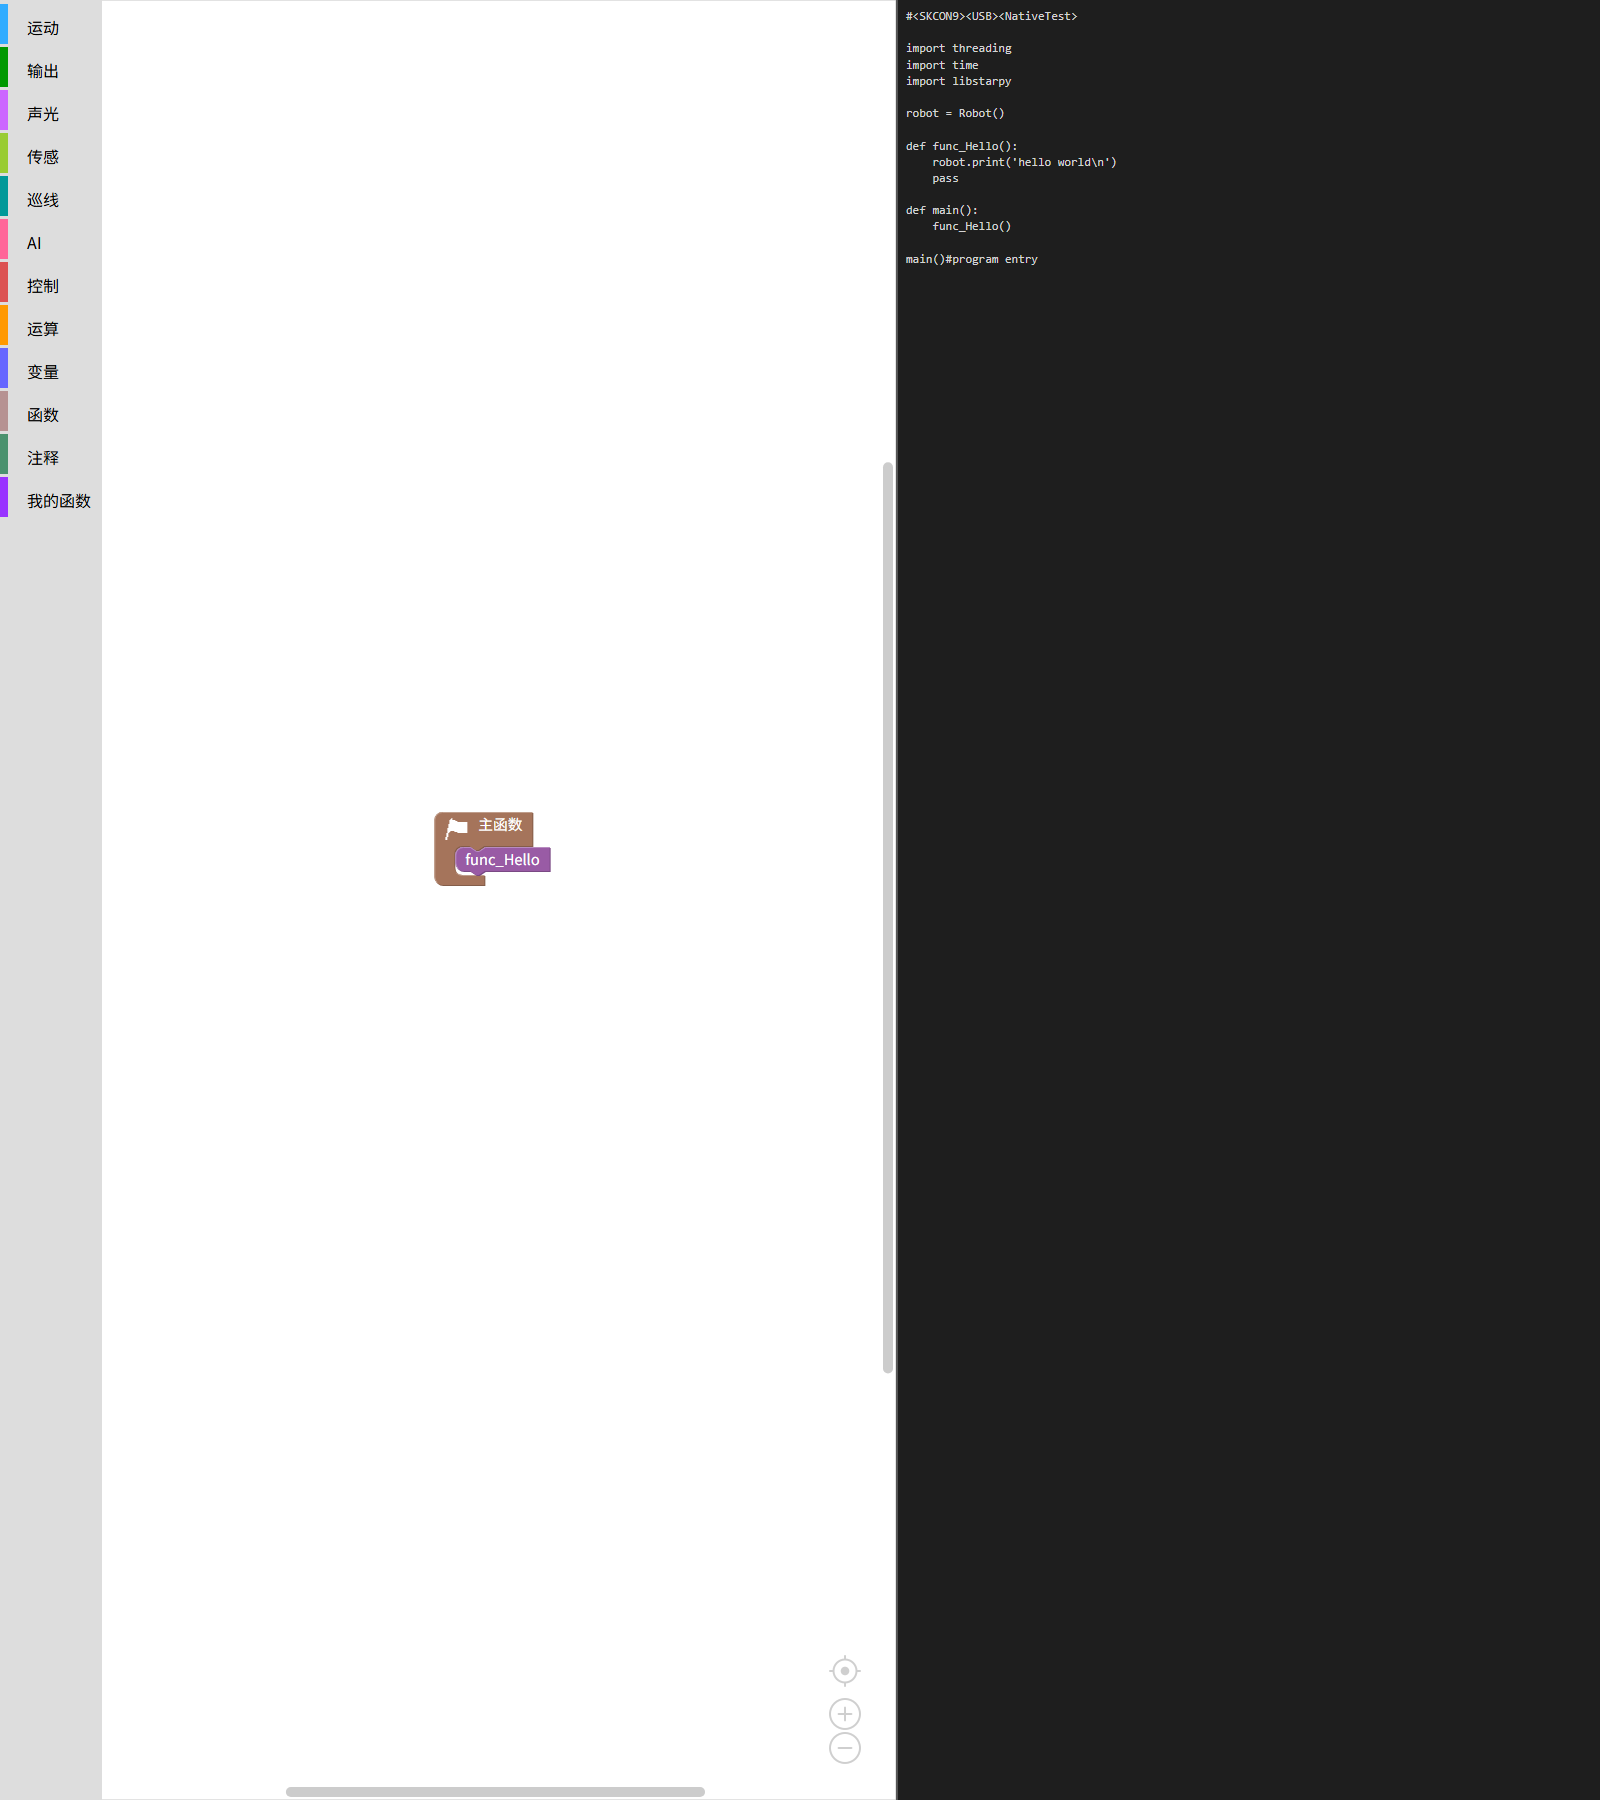 运动
输出
声光
传感
巡线
AI
控制
运算
变量
函数
注释
我的函数
主函数
func_Hello
#<SKCON9><USB><NativeTest>
import threading
import time
import libstarpy
robot = Robot()
def func_Hello():
    robot.print('hello world\n')
    pass
def main():
    func_Hello()
main()#program entry